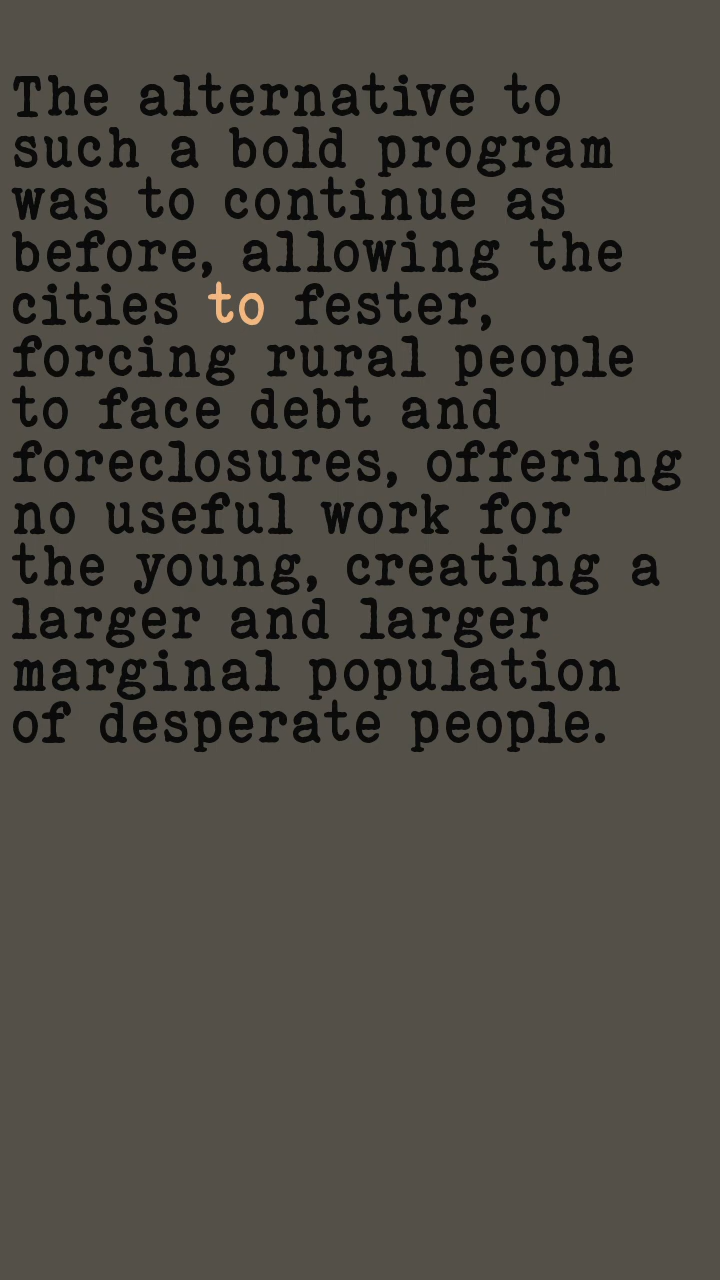 The alternative to
such a bold program
was to continue as
before, allowing the
cities to fester,
forcing rural people
to face debt and
foreclosures, offering
no useful work for
the young, creating a
larger and larger
marginal population
of desperate people.